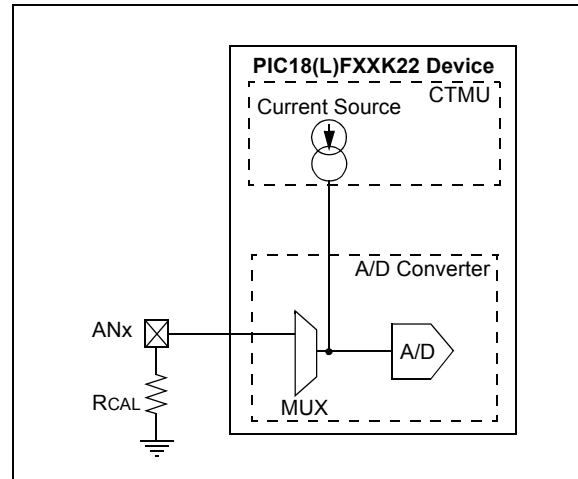 PIC18(L)FXXK22 Device
CTMU
Current Source
A/D Converter
ANx
A/D
RCAL
MUX